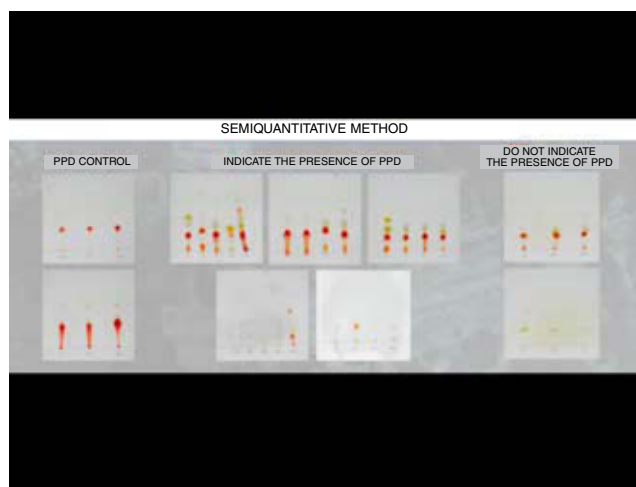 SEMIQUANTITATIVE METHOD
PPD CONTROL
INDICATE THE PRESENCE OF PPD
DO NOT INDICATE
THE PRESENCE OF PPD